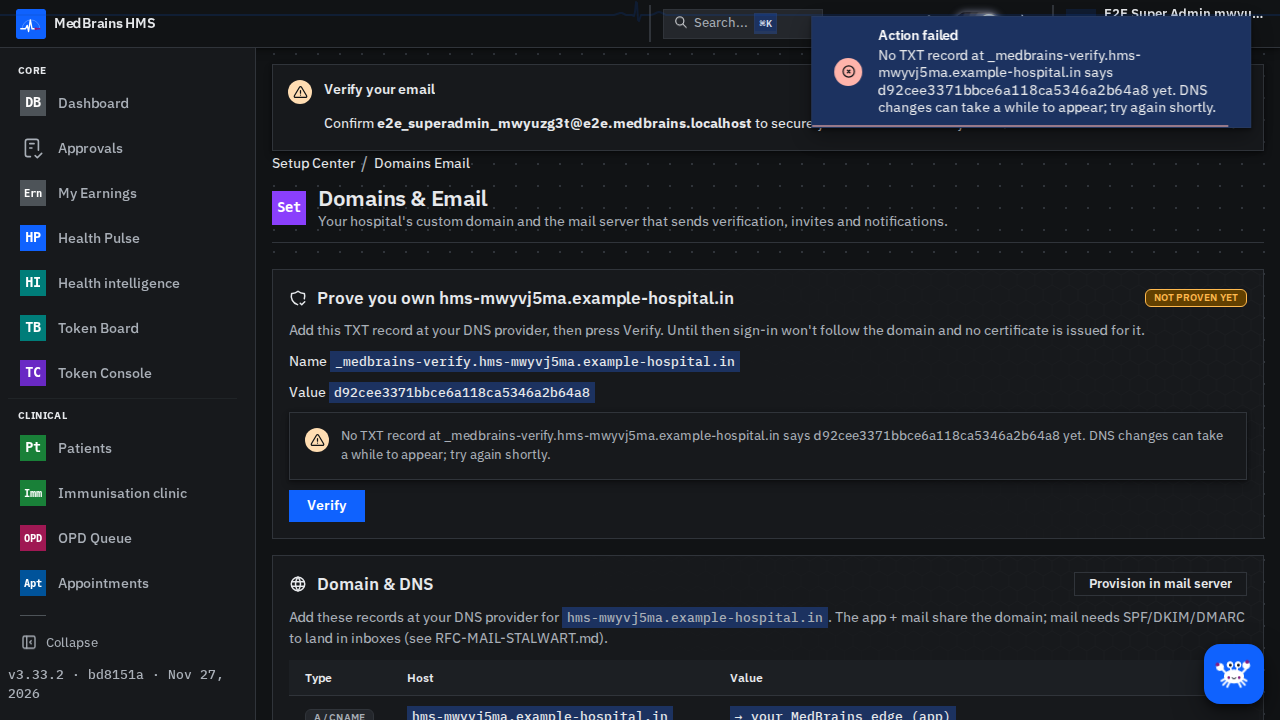 MedBrains HMS
Search...
⌘K
Action failed
No TXT record at _medbrains-verify.hms-
mwyvj5ma.example-hospital.in says
d92cee3371bbce6a118ca5346a2b64a8 yet. DNS
changes can take a while to appear; try again shortly.
CORE
DB Dashboard
Approvals
Ern My Earnings
HP Health Pulse
HI Health intelligence
TB Token Board
TC Token Console
CLINICAL
Pt Patients
Imm Immunisation clinic
OPD OPD Queue
Apt Appointments
Collapse
v3.33.2 · bd8151a · Nov 27,
2026
Verify your email
Confirm e2e_superadmin_mwyuzg3t@e2e.medbrains.localhost to secure
Setup Center / Domains Email
Set Domains & Email
Your hospital's custom domain and the mail server that sends verification, invites and notifications.
Prove you own hms-mwyvj5ma.example-hospital.in
NOT PROVEN YET
Add this TXT record at your DNS provider, then press Verify. Until then sign-in won't follow the domain and no certificate is issued for it.
Name _medbrains-verify.hms-mwyvj5ma.example-hospital.in
Value d92cee3371bbce6a118ca5346a2b64a8
No TXT record at _medbrains-verify.hms-mwyvj5ma.example-hospital.in says d92cee3371bbce6a118ca5346a2b64a8 yet. DNS changes can take
a while to appear; try again shortly.
Verify
Domain & DNS
Provision in mail server
Add these records at your DNS provider for hms-mwyvj5ma.example-hospital.in. The app + mail share the domain; mail needs SPF/DKIM/DMARC
to land in inboxes (see RFC-MAIL-STALWART.md).
Type Host Value
A/CNAME hms-mwyvj5ma.example-hospital.in → your MedBrains edge (app)